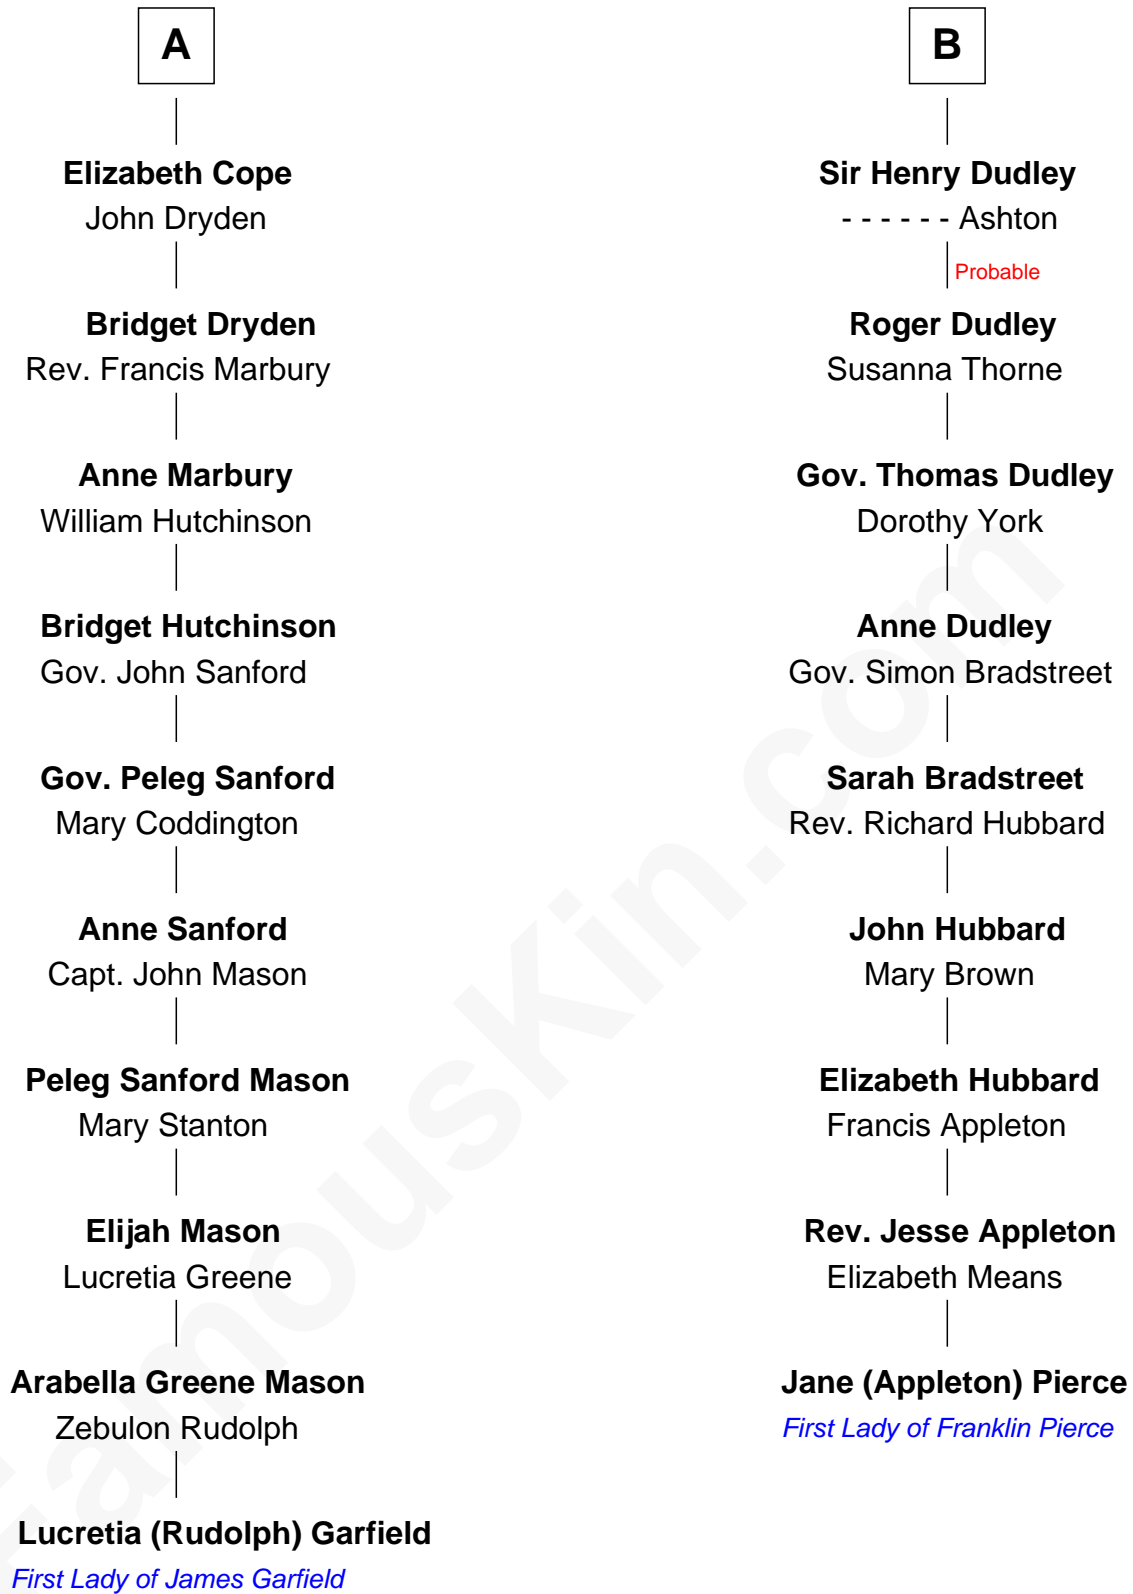 A
Elizabeth Cope
John Dryden
Bridget Dryden
Rev. Francis Marbury
Anne Marbury
William Hutchinson
Bridget Hutchinson
Gov. John Sanford
Gov. Peleg Sanford
Mary Coddington
Anne Sanford
Capt. John Mason
Peleg Sanford Mason
Mary Stanton
Elijah Mason
Lucretia Greene
Arabella Greene Mason
Zebulon Rudolph
Lucretia (Rudolph) Garfield
First Lady of James Garfield
B
Sir Henry Dudley
- - - - - - Ashton
Probable
Roger Dudley
Susanna Thorne
Gov. Thomas Dudley
Dorothy York
Anne Dudley
Gov. Simon Bradstreet
Sarah Bradstreet
Rev. Richard Hubbard
John Hubbard
Mary Brown
Elizabeth Hubbard
Francis Appleton
Rev. Jesse Appleton
Elizabeth Means
Jane (Appleton) Pierce
First Lady of Franklin Pierce
FamousKin.com